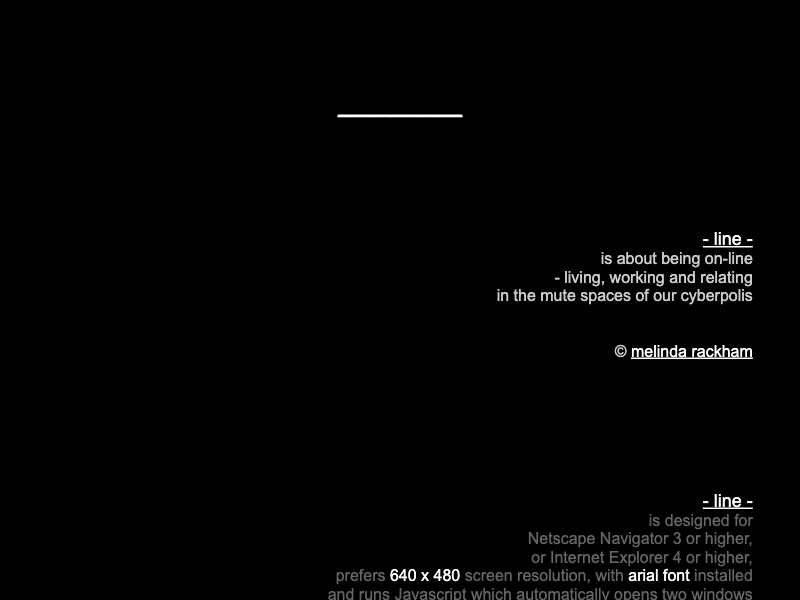 - line -
is about being on-line
- living, working and relating
in the mute spaces of our cyberpolis
© melinda rackham
- line -
is designed for
Netscape Navigator 3 or higher,
or Internet Explorer 4 or higher,
prefers 640 x 480 screen resolution, with arial font installed
and runs Javascript which automatically opens two windows